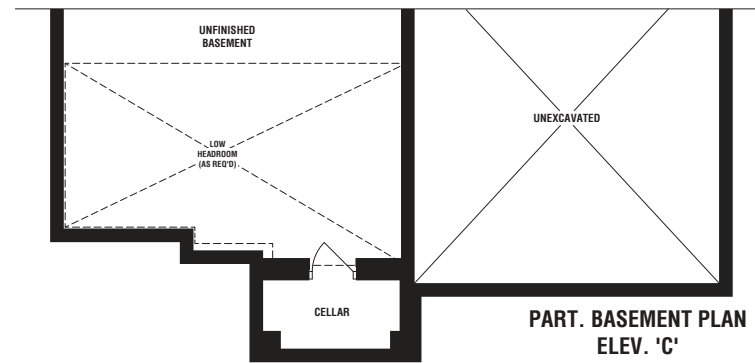 UNFINISHED
BASEMENT
LOW
HEADROOM
(AS REQ'D)
UNEXCAVATED
CELLAR
PART. BASEMENT PLAN
ELEV. 'C'